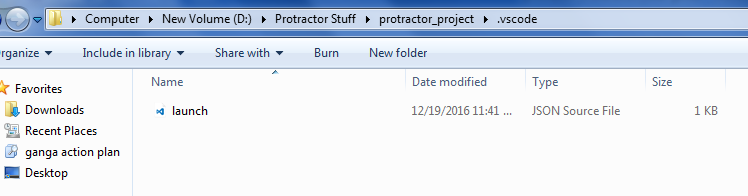 Computer ▸ New Volume (D:) ▸ Protractor Stuff ▸ protractor_project ▸ .vscode
rganize ▾ Include in library ▾ Share with ▾ Burn New folder
Favorites
Downloads
Recent Places
ganga action plan
Desktop
Name Date modified Type Size
launch 12/19/2016 11:41 ... JSON Source File 1 KB